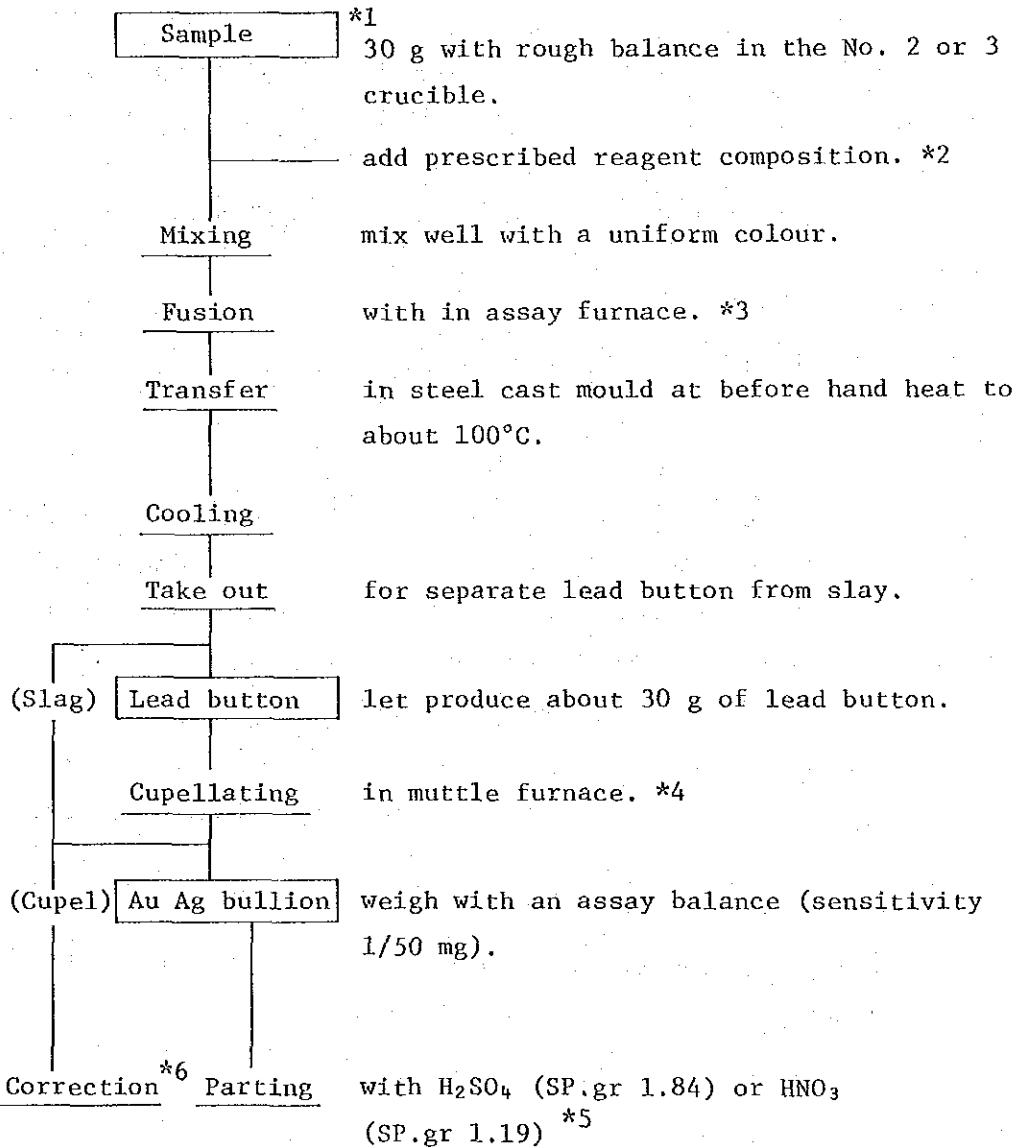 Sample *1
30 g with rough balance in the No. 2 or 3
crucible.
add prescribed reagent composition. *2
Mixing mix well with a uniform colour.
Fusion with in assay furnace. *3
Transfer in steel cast mould at before hand heat to
about 100°C.
Cooling
Take out for separate lead button from slay.
(Slag) Lead button let produce about 30 g of lead button.
Cupellating in muttle furnace. *4
(Cupel) Au Ag bullion weigh with an assay balance (sensitivity
1/50 mg).
Correction *6 Parting with H₂SO₄ (SP.gr 1.84) or HNO₃
(SP.gr 1.19) *5